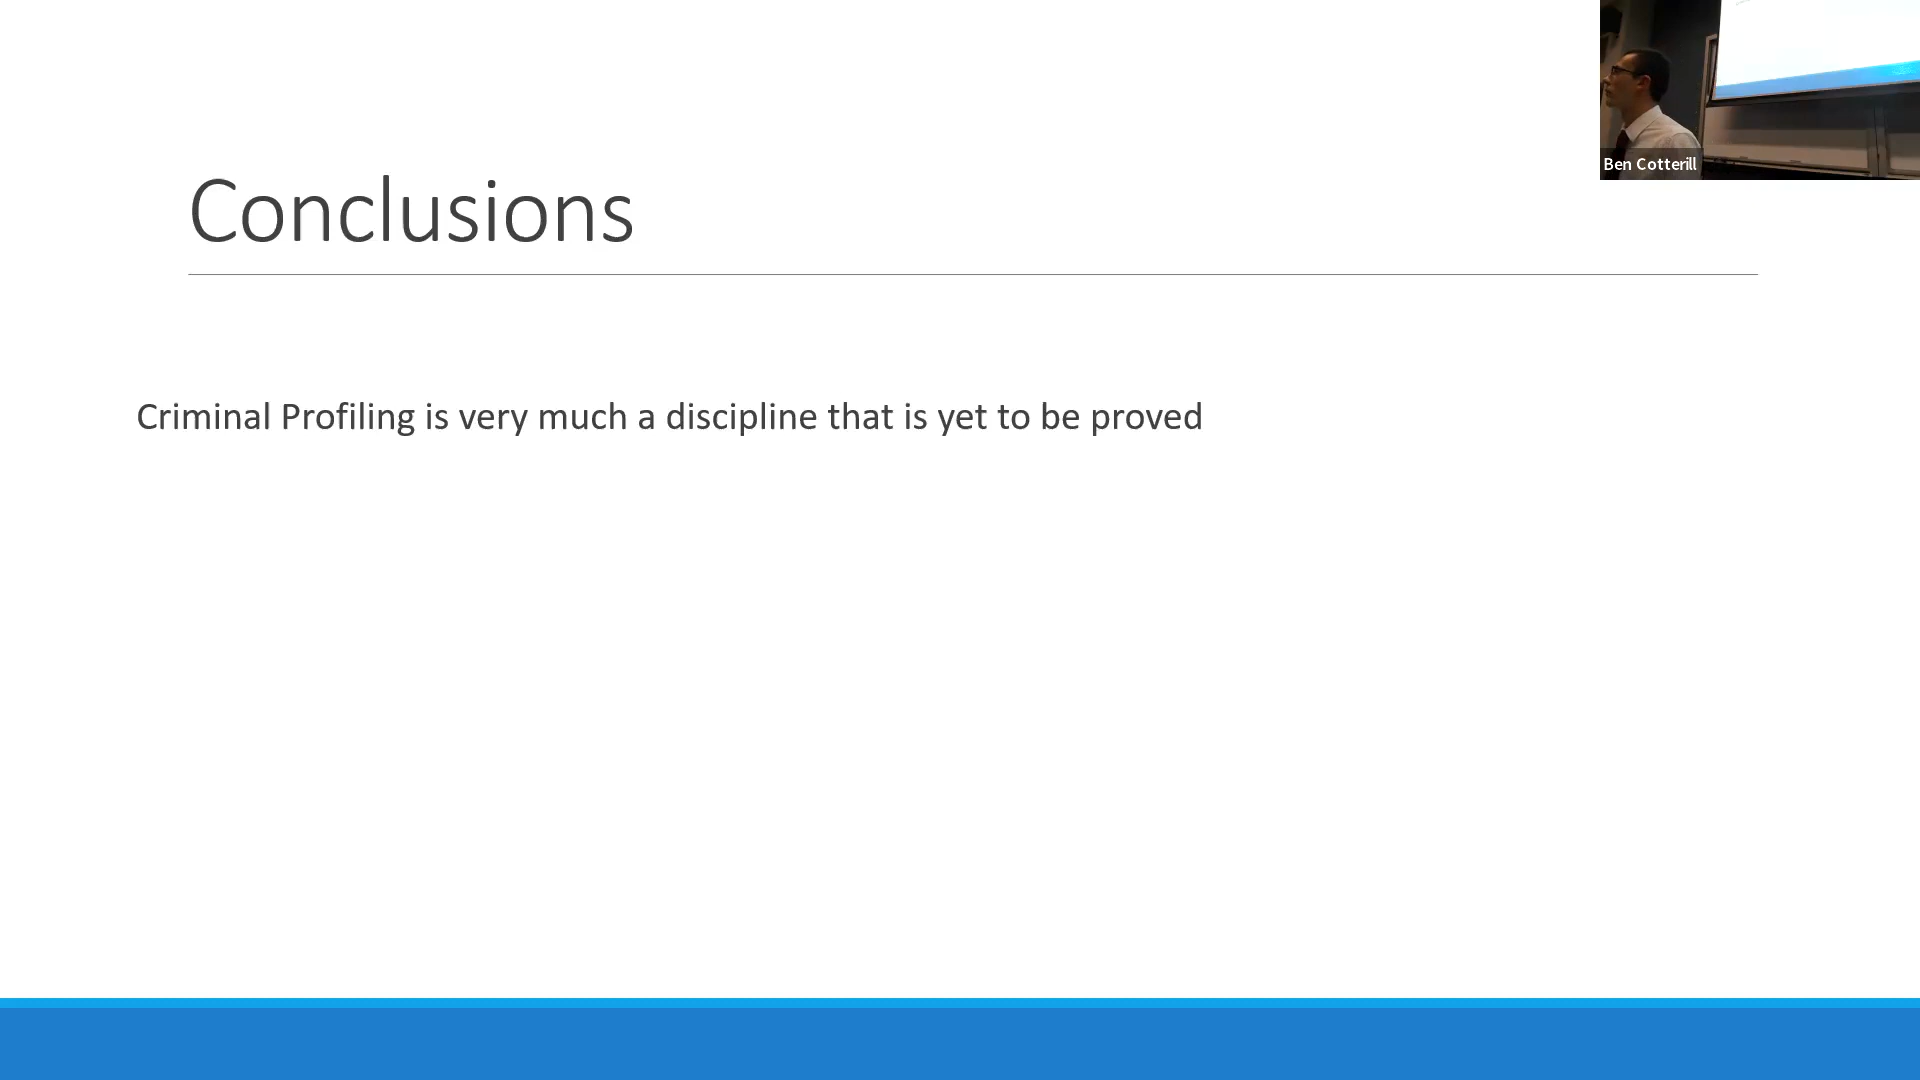 Ben Cotterill
Conclusions
Criminal Profiling is very much a discipline that is yet to be proved